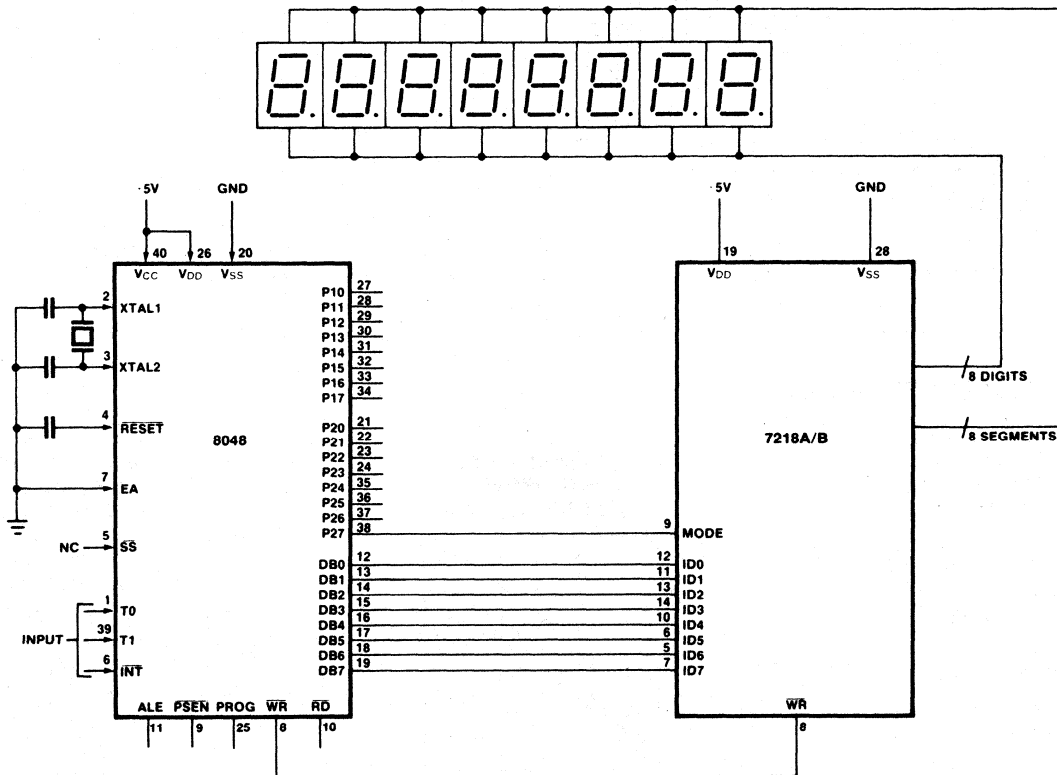 ·5V GND ·5V GND
40 26 20 19 28
VCC VDD VSS VDD VSS
2 XTAL1
3 XTAL2
4 RESET
7 EA
NC 5 SS
INPUT
1 T0
39 T1
6 INT
8048
P10 27
P11 28
P12 29
P13 30
P14 31
P15 32
P16 33
P17 34
P20 21
P21 22
P22 23
P23 24
P24 35
P25 36
P26 37
P27 38
DB0 12
DB1 13
DB2 14
DB3 15
DB4 16
DB5 17
DB6 18
DB7 19
ALE PSEN PROG WR RD
11 9 25 8 10
7218A/B
8 DIGITS
8 SEGMENTS
9 MODE
12 ID0
11 ID1
13 ID2
14 ID3
10 ID4
6 ID5
5 ID6
7 ID7
WR
8